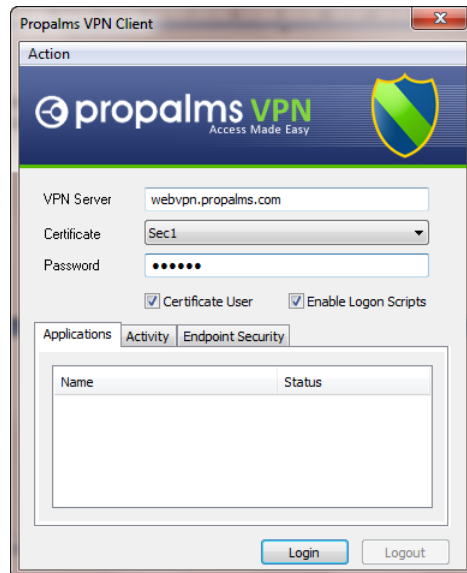 Propalms VPN Client
Action
propalms VPN
Access Made Easy
VPN Server webvpn.propalms.com
Certificate Sec1
Password ••••••
Certificate User Enable Logon Scripts
Applications Activity Endpoint Security
Name Status
Login Logout